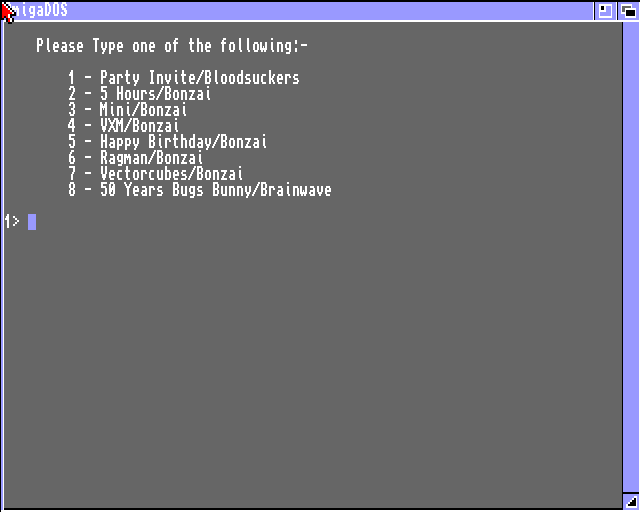 AmigaDOS
Please Type one of the following:-
1 - Party Invite/Bloodsuckers
2 - 5 Hours/Bonzai
3 - Mini/Bonzai
4 - VXM/Bonzai
5 - Happy Birthday/Bonzai
6 - Ragman/Bonzai
7 - Vectorcubes/Bonzai
8 - 50 Years Bugs Bunny/Brainwave
1>